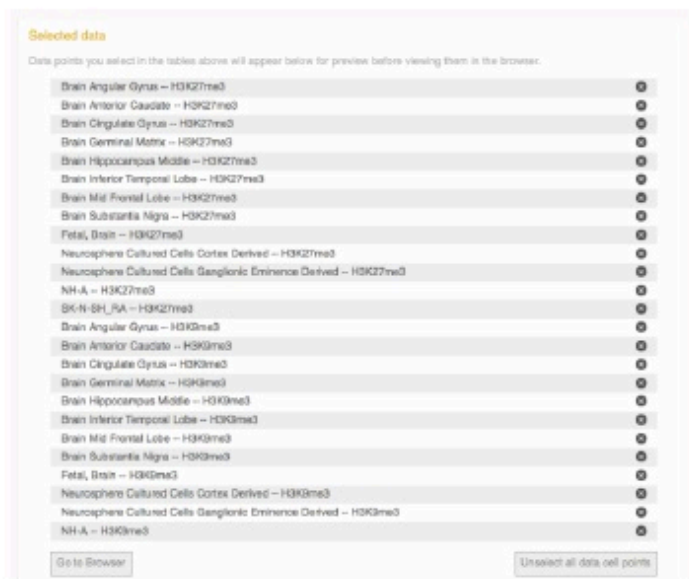 Selected data
Data points you select in the tables above will appear below for preview before viewing them in the browser.
Brain Angular Gyrus -- H3K27me3
Brain Anterior Caudate -- H3K27me3
Brain Cingulate Gyrus -- H3K27me3
Brain Germinal Matrix -- H3K27me3
Brain Hippocampus Middle -- H3K27me3
Brain Inferior Temporal Lobe -- H3K27me3
Brain Mid Frontal Lobe -- H3K27me3
Brain Substantia Nigra -- H3K27me3
Fetal, Brain -- H3K27me3
Neurosphere Cultured Cells Cortex Derived -- H3K27me3
Neurosphere Cultured Cells Ganglionic Eminence Derived -- H3K27me3
NH-A -- H3K27me3
SK-N-SH_RA -- H3K27me3
Brain Angular Gyrus -- H3K9me3
Brain Anterior Caudate -- H3K9me3
Brain Cingulate Gyrus -- H3K9me3
Brain Germinal Matrix -- H3K9me3
Brain Hippocampus Middle -- H3K9me3
Brain Inferior Temporal Lobe -- H3K9me3
Brain Mid Frontal Lobe -- H3K9me3
Brain Substantia Nigra -- H3K9me3
Fetal, Brain -- H3K9me3
Neurosphere Cultured Cells Cortex Derived -- H3K9me3
Neurosphere Cultured Cells Ganglionic Eminence Derived -- H3K9me3
NH-A -- H3K9me3
Go to Browser
Unselect all data cell points